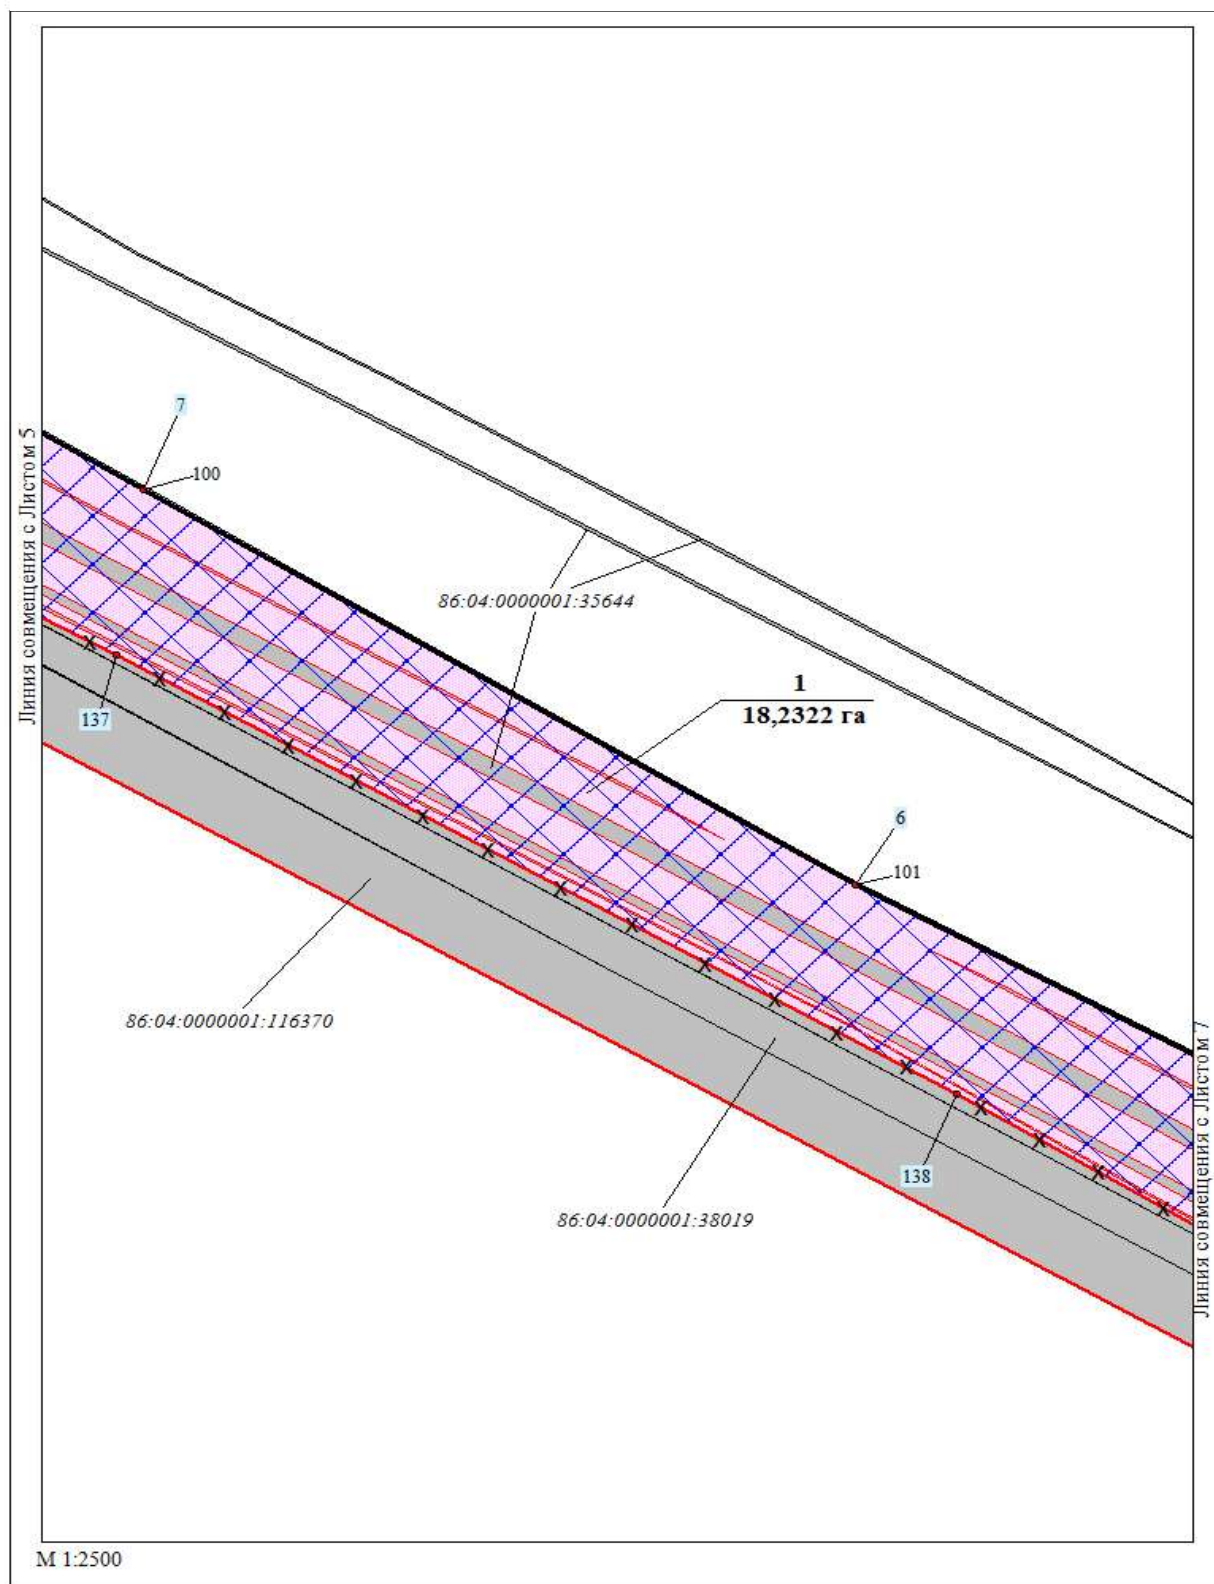 7
100
Линия совмещения с Листом 5
86:04:0000001:35644
1
18,2322 га
137
6
101
86:04:0000001:116370
Линия совмещения с Листом 7
138
86:04:0000001:38019
М 1:2500